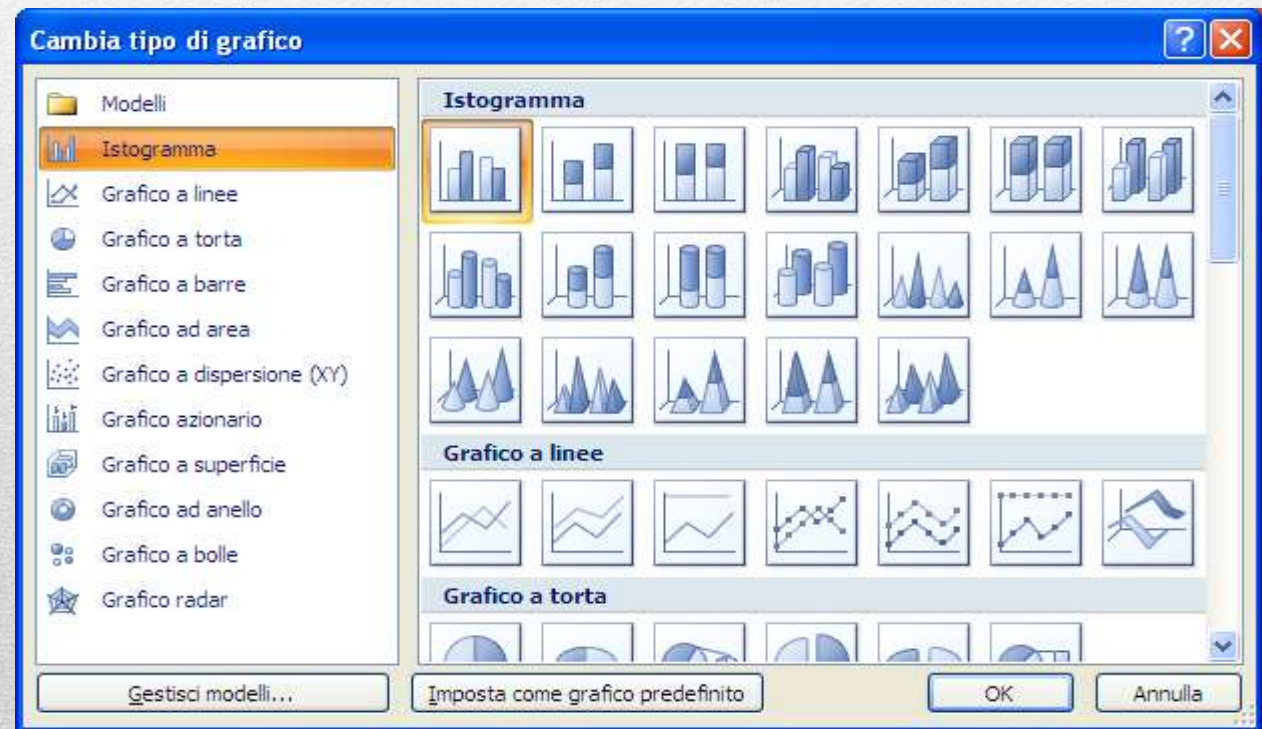 Cambia tipo di grafico
?
Modelli
Istogramma
Grafico a linee
Grafico a torta
Grafico a barre
Grafico ad area
Grafico a dispersione (XY)
Grafico azionario
Grafico a superficie
Grafico ad anello
Grafico a bolle
Grafico radar
Istogramma
Grafico a linee
Grafico a torta
Gestisci modelli...
Imposta come grafico predefinito
OK
Annulla